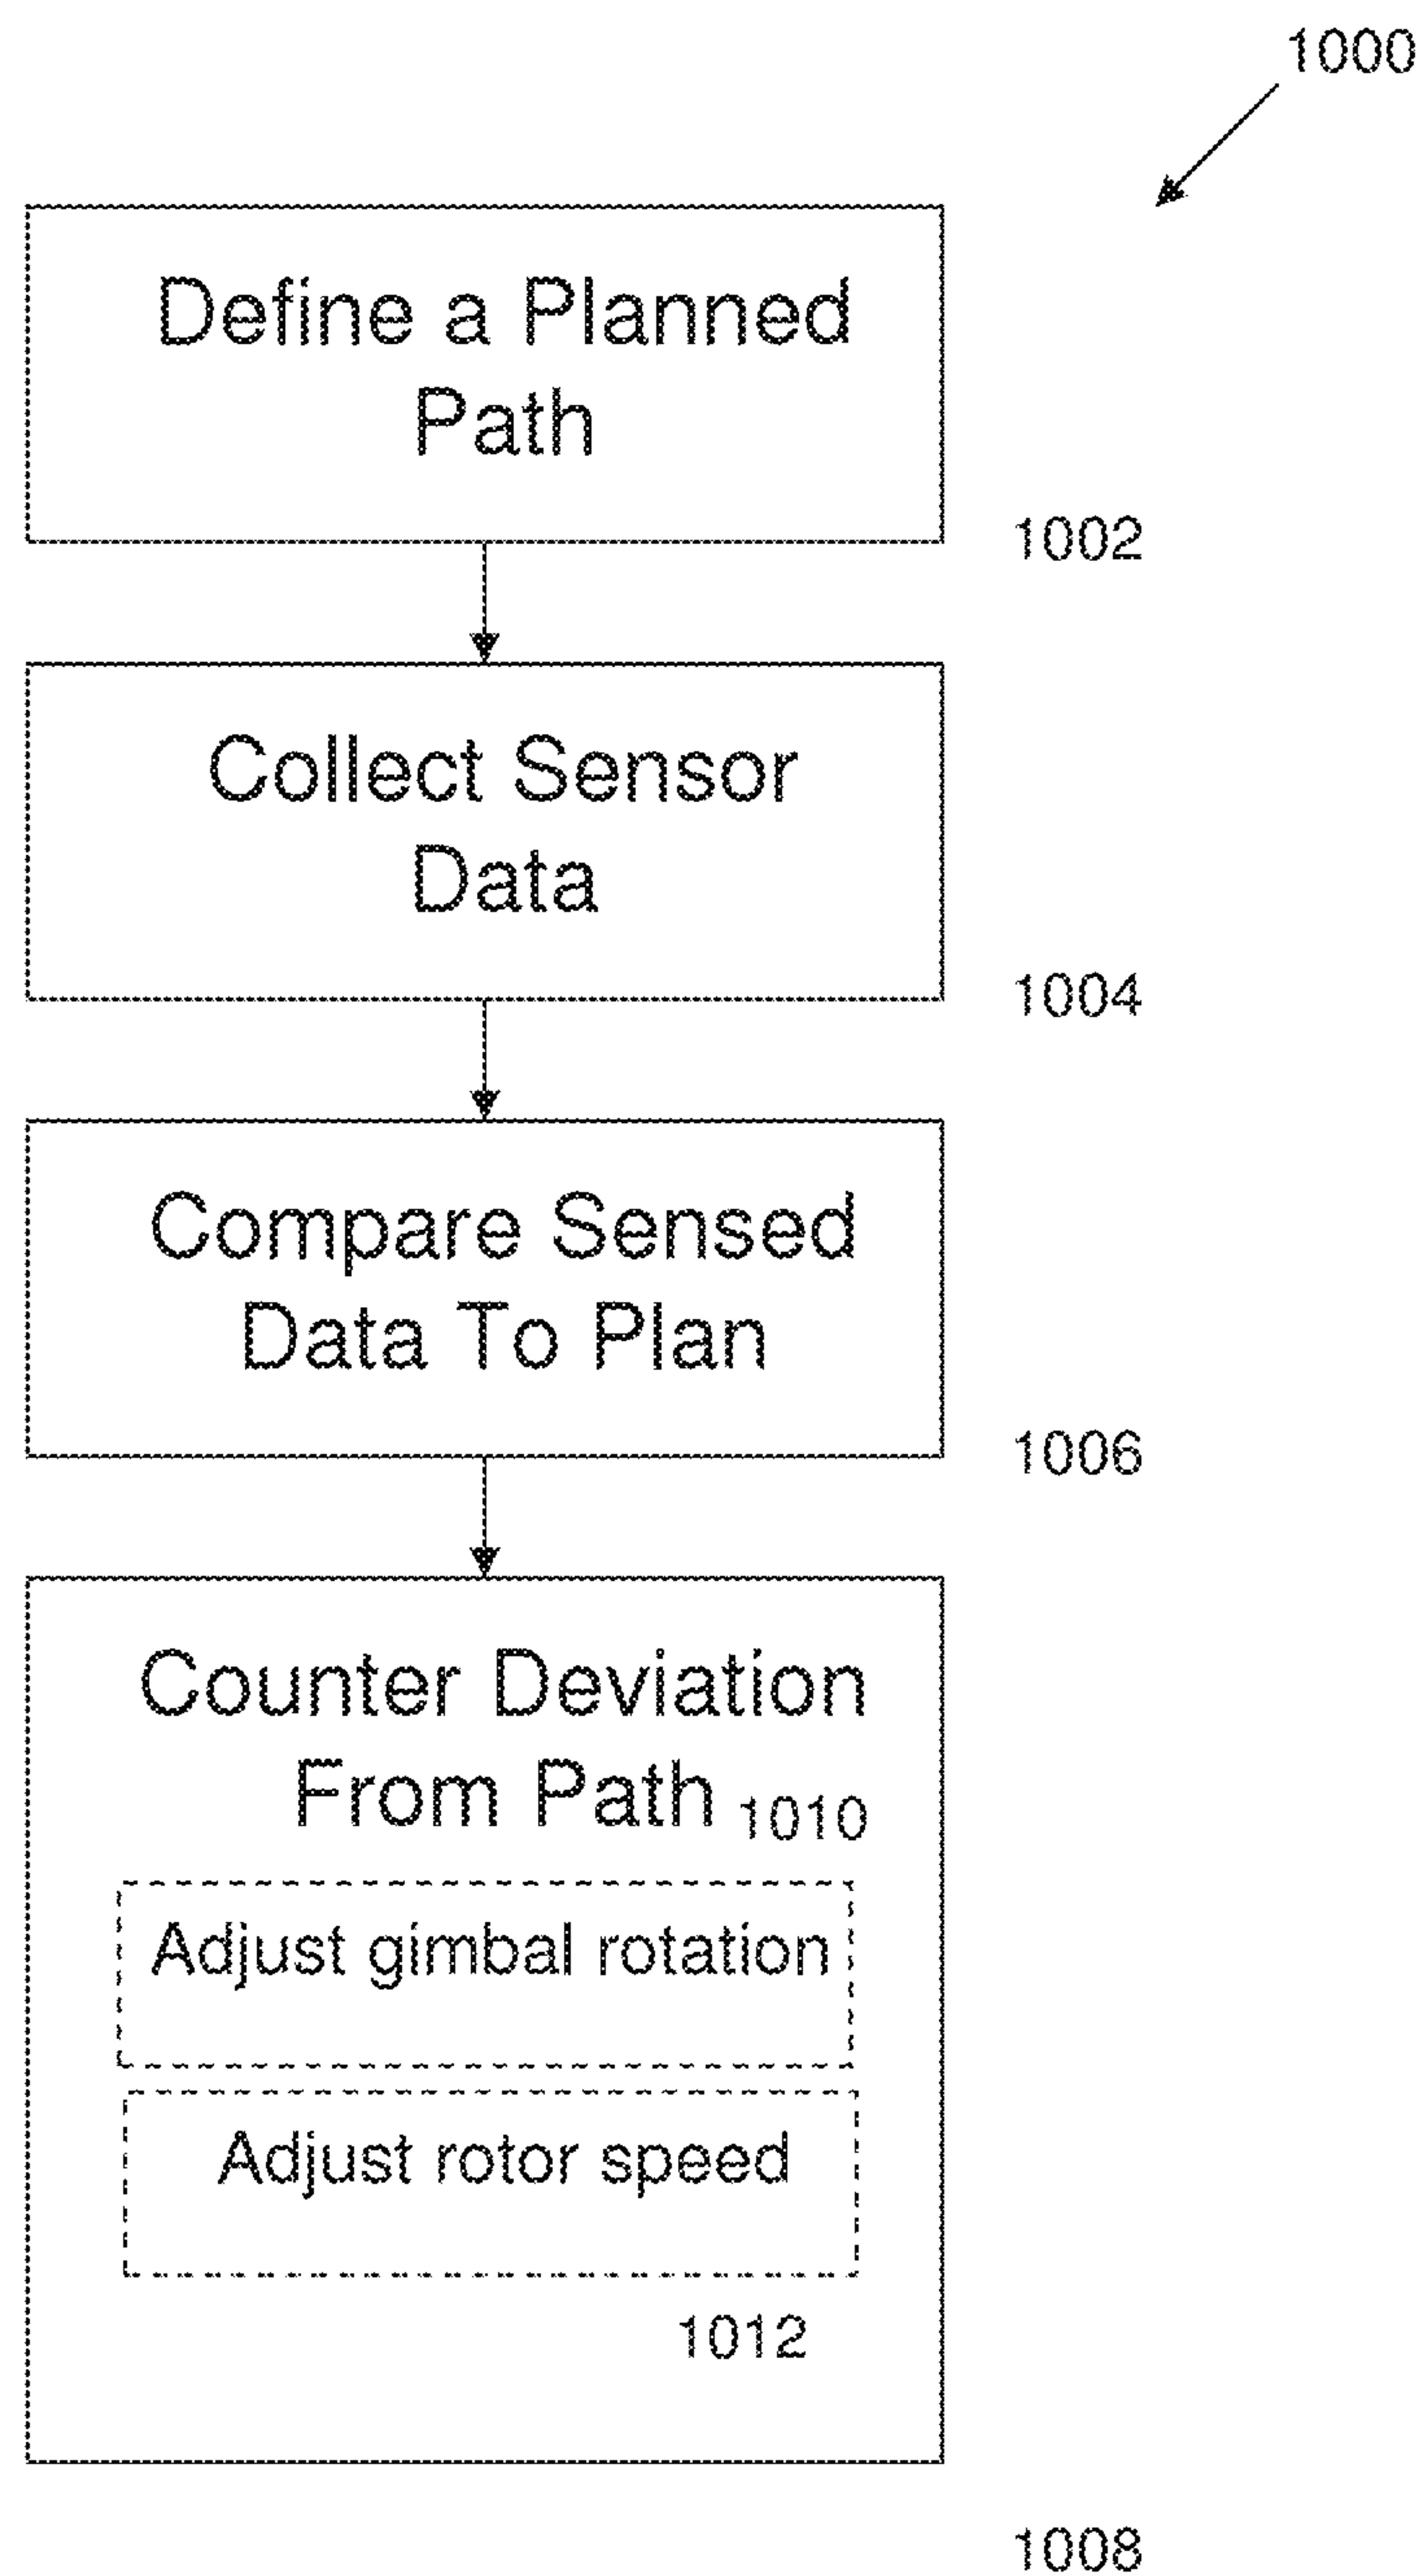 1000
Define a Planned
Path
1002
Collect Sensor
Data
1004
Compare Sensed
Data To Plan
1006
Counter Deviation
From Path
1010
Adjust gimbal rotation
Adjust rotor speed
1012
1008